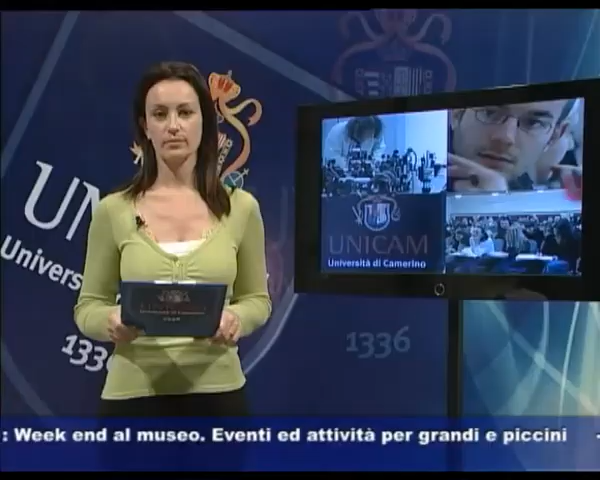 UN
Univers
1336
UNICAM
Università di Camerino
1336
: Week end al museo. Eventi ed attività per grandi e piccini